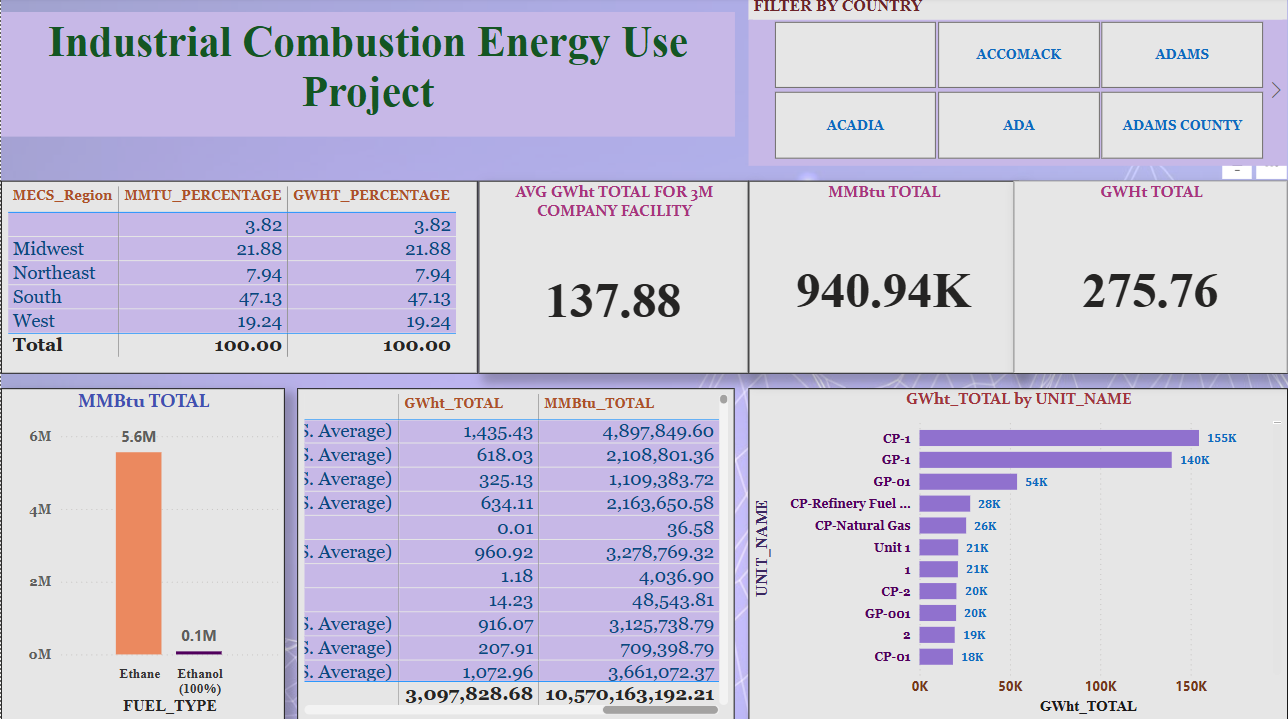 Industrial Combustion Energy Use
Project
FILTER BY COUNTRY
ACCOMACK
ADAMS
ACADIA
ADA
ADAMS COUNTY
MECS_Region MMTU_PERCENTAGE GWHT_PERCENTAGE
3.82 3.82
Midwest 21.88 21.88
Northeast 7.94 7.94
South 47.13 47.13
West 19.24 19.24
Total 100.00 100.00
AVG GWht TOTAL FOR 3M
COMPANY FACILITY
137.88
MMBtu TOTAL
940.94K
GWHt TOTAL
275.76
MMBtu TOTAL
6M
4M
2M
0M
5.6M
0.1M
Ethane
Ethanol
(100%)
FUEL_TYPE
GWht_TOTAL MMBtu_TOTAL
S. Average) 1,435.43 4,897,849.60
S. Average) 618.03 2,108,801.36
S. Average) 325.13 1,109,383.72
S. Average) 634.11 2,163,650.58
0.01 36.58
S. Average) 960.92 3,278,769.32
1.18 4,036.90
14.23 48,543.81
S. Average) 916.07 3,125,738.79
S. Average) 207.91 709,398.79
S. Average) 1,072.96 3,661,072.37
3,097,828.68 10,570,163,192.21
GWht_TOTAL by UNIT_NAME
UNIT_NAME
CP-1 155K
GP-1 140K
GP-01 54K
CP-Refinery Fuel ... 28K
CP-Natural Gas 26K
Unit 1 21K
1 21K
CP-2 20K
GP-001 20K
2 19K
CP-01 18K
0K 50K 100K 150K
GWht_TOTAL